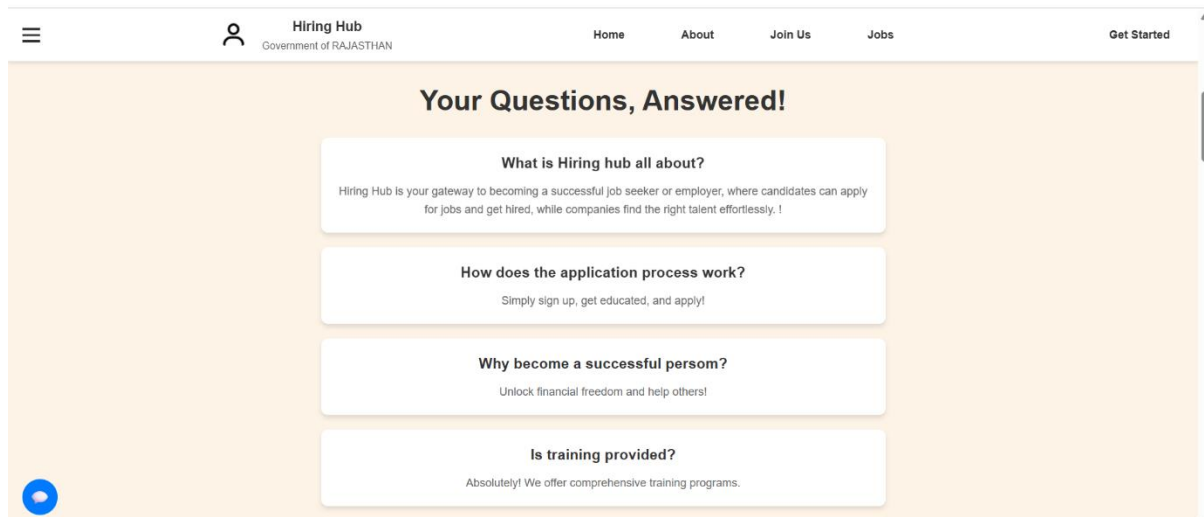 Hiring Hub
Government of RAJASTHAN
Home About Join Us Jobs Get Started
Your Questions, Answered!
What is Hiring hub all about?
Hiring Hub is your gateway to becoming a successful job seeker or employer, where candidates can apply
for jobs and get hired, while companies find the right talent effortlessly. !
How does the application process work?
Simply sign up, get educated, and apply!
Why become a successful persom?
Unlock financial freedom and help others!
Is training provided?
Absolutely! We offer comprehensive training programs.